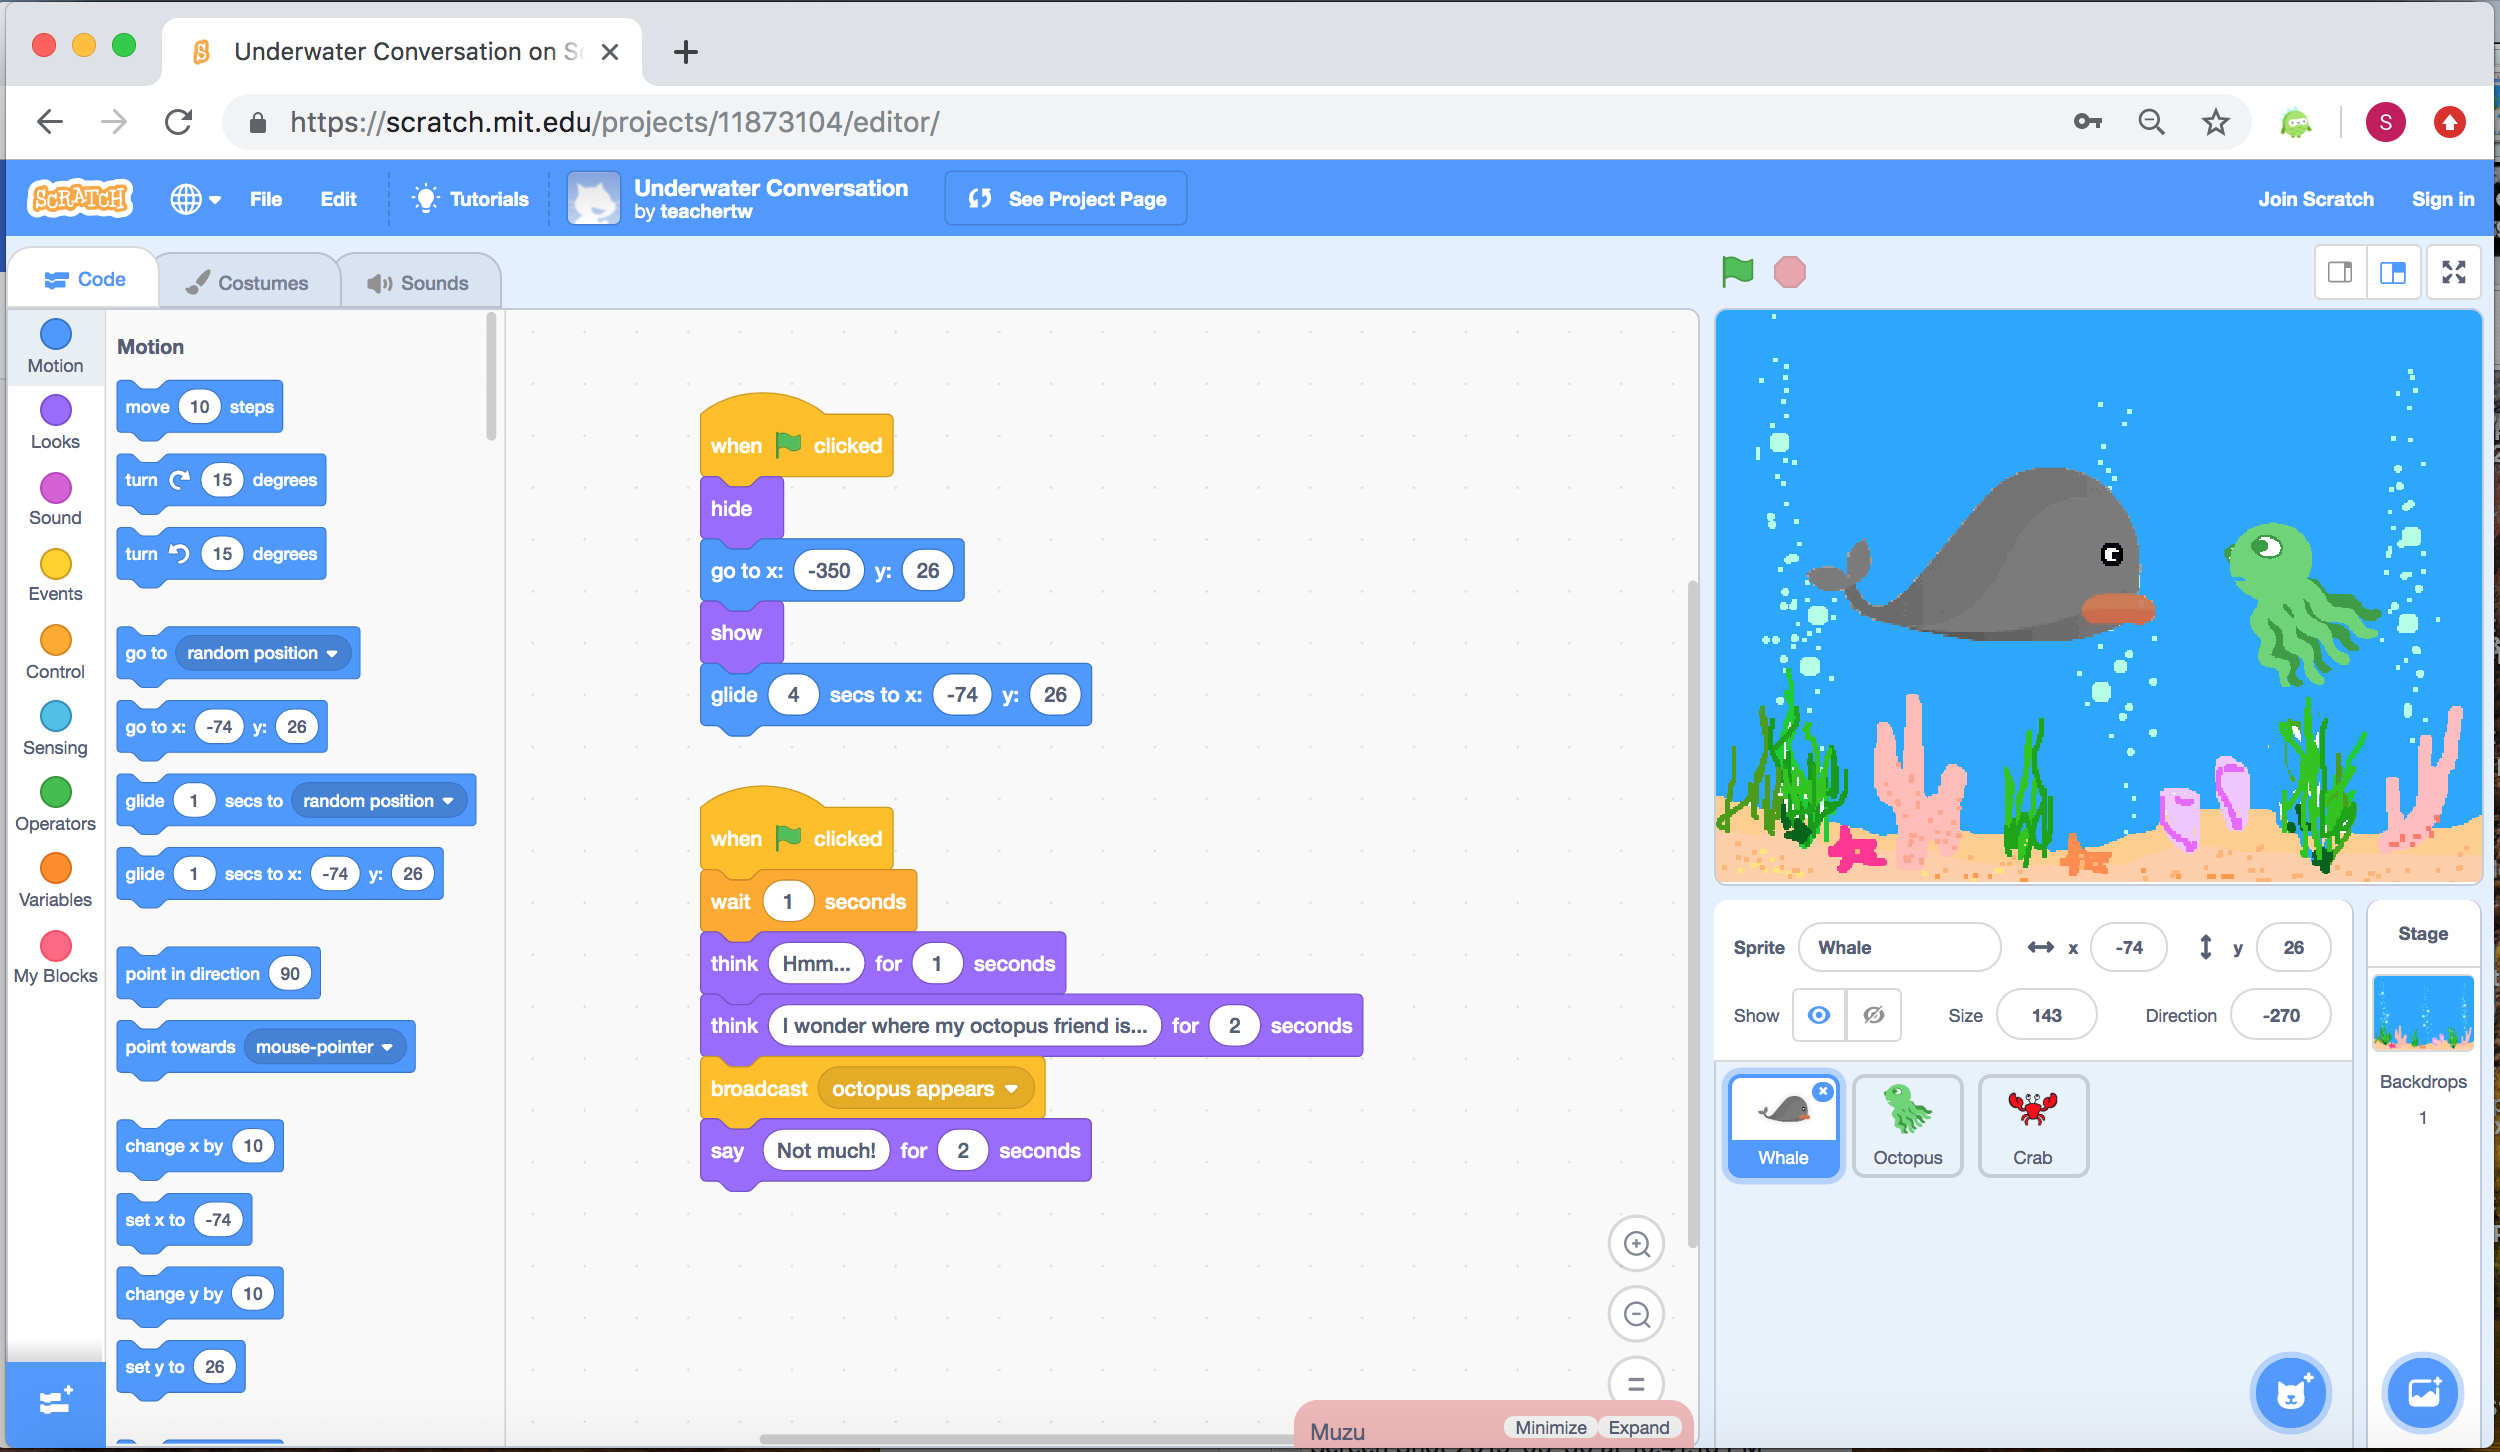 Underwater Conversation on Sc
https://scratch.mit.edu/projects/11873104/editor/
S
SCRATCH
File
Edit
Tutorials
Underwater Conversation
by teachertw
See Project Page
Join Scratch
Sign in
Code
Costumes
Sounds
Motion
Looks
Sound
Events
Control
Sensing
Operators
Variables
My Blocks
Motion
move 10 steps
turn 15 degrees
turn 15 degrees
go to random position
go to x: -74 y: 26
glide 1 secs to random position
glide 1 secs to x: -74 y: 26
point in direction 90
point towards mouse-pointer
change x by 10
set x to -74
change y by 10
set y to 26
when clicked
hide
go to x: -350 y: 26
show
glide 4 secs to x: -74 y: 26
when clicked
wait 1 seconds
think Hmm... for 1 seconds
think I wonder where my octopus friend is... for 2 seconds
broadcast octopus appears
say Not much! for 2 seconds
Muzu
Minimize
Expand
Sprite Whale x -74 y 26
Show Size 143 Direction -270
Whale
Octopus
Crab
Stage
Backdrops
1